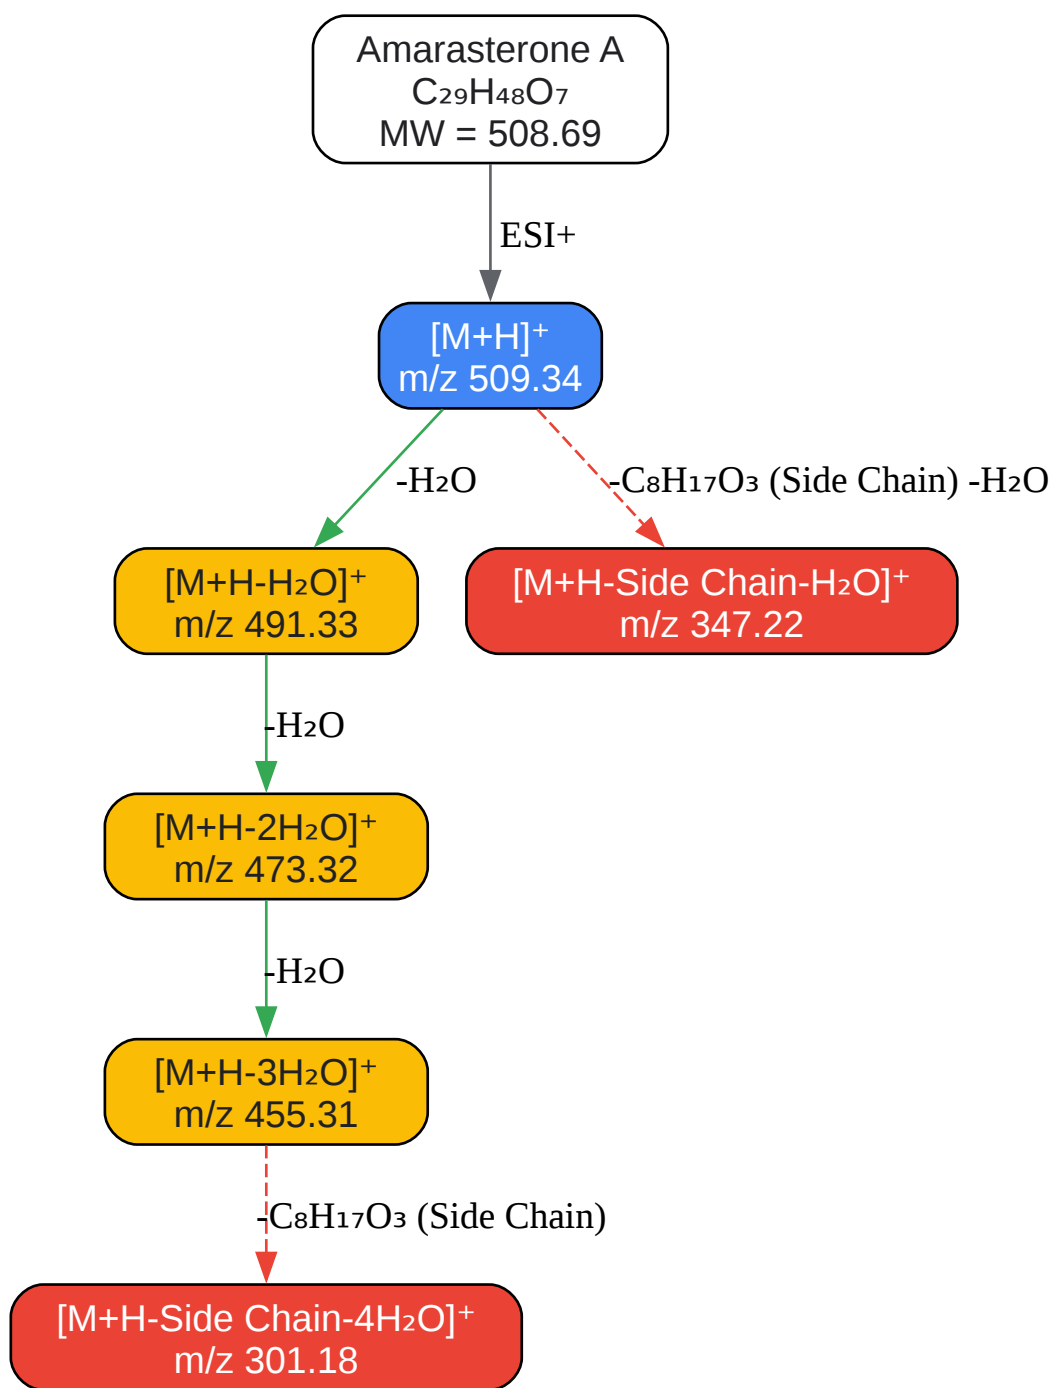 Amarasterone A
C₂₉H₄₈O₇
MW = 508.69
ESI+
[M+H]⁺
m/z 509.34
-H₂O
-C₈H₁₇O₃ (Side Chain) -H₂O
[M+H-H₂O]⁺
m/z 491.33
[M+H-Side Chain-H₂O]⁺
m/z 347.22
-H₂O
[M+H-2H₂O]⁺
m/z 473.32
-H₂O
[M+H-3H₂O]⁺
m/z 455.31
-C₈H₁₇O₃ (Side Chain)
[M+H-Side Chain-4H₂O]⁺
m/z 301.18